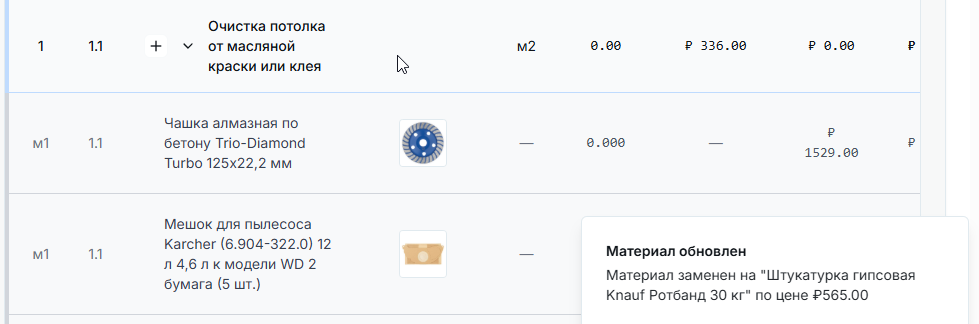 Очистка потолка
1 1.1 + от масляной м2 0.00 ₽ 336.00 ₽ 0.00 ₽
краски или клея
Чашка алмазная по
м1 1.1 бетону Trio-Diamond — 0.000 — ₽ ₽
Turbo 125x22,2 мм 1529.00
Мешок для пылесоса
Karcher (6.904-322.0) 12
м1 1.1 л 4,6 л к модели WD 2 —
бумага (5 шт.)
Материал обновлен
Материал заменен на "Штукатурка гипсовая
Knauf Ротбанд 30 кг" по цене ₽565.00